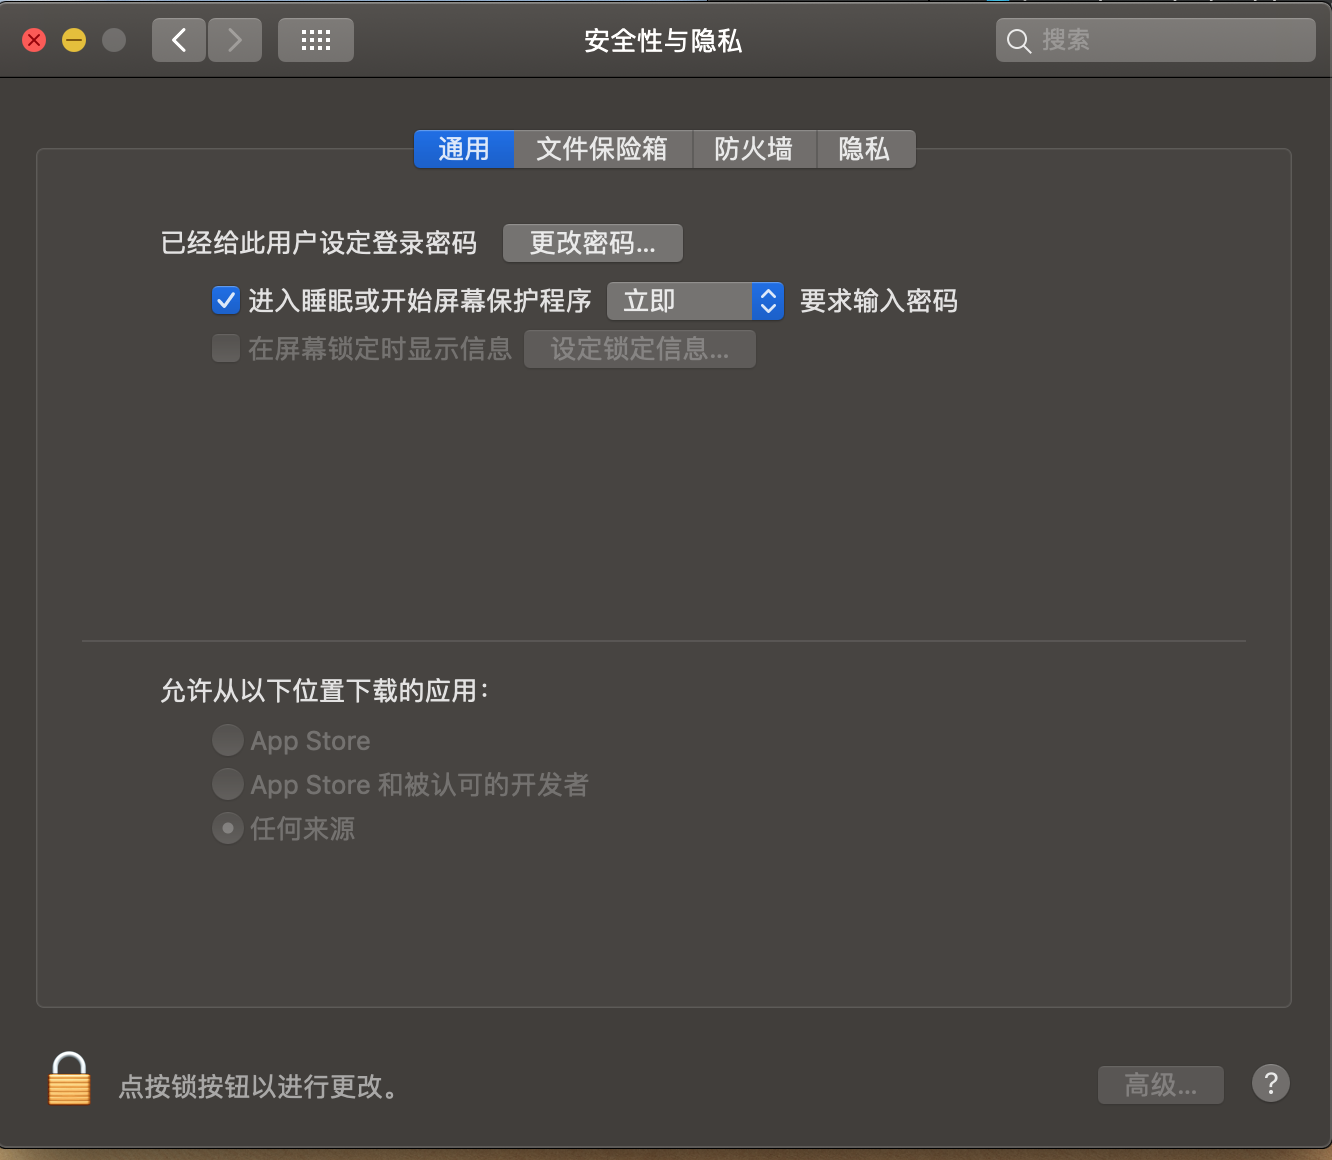 安全性与隐私
搜索
通用 文件保险箱 防火墙 隐私
已经给此用户设定登录密码 更改密码...
进入睡眠或开始屏幕保护程序 立即 要求输入密码
在屏幕锁定时显示信息 设定锁定信息...
允许从以下位置下载的应用：
App Store
App Store 和被认可的开发者
任何来源
点按锁按钮以进行更改。
高级... ?